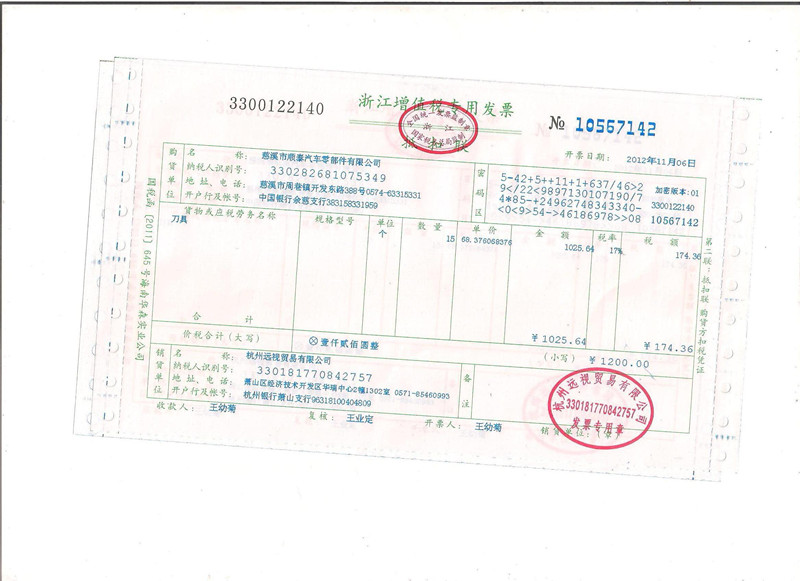 3300122140
浙江增值税专用发票
№ 10567142
全国统一发票监制章
浙江
国家税务总局监制
抵扣联
开票日期： 2012年11月06日
购货单位
名 称： 慈溪市顺泰汽车零部件有限公司
纳税人识别号： 330282681075349
地 址、电 话： 慈溪市周巷镇开发东路388号0574-63315331
开户行及帐号： 中国银行余慈支行383158331959
密码区
5-42+5++11+1+637/46>2 加密版本:01
9</22<9897130107190/7 3300122140
4*85-+24962748343340-
<0<9>54->46186978>>08 10567142
货物或应税劳务名称 规格型号 单位 数 量 单 价 金 额 税率 税 额
刀具 个 15 68.376068376 1025.64 17% 174.36
合 计 ￥1025.64 ￥174.36
价税合计（大写） ⊗壹仟贰佰圆整 （小写） ￥1200.00
销货单位
名 称： 杭州远视贸易有限公司
纳税人识别号： 330181770842757
地 址、电 话： 萧山区经济技术开发区华瑞中心2幢1302室 0571-85460993
开户行及帐号： 杭州银行萧山支行96318100404809
备注
收款人： 王幼菊 复核： 王业定 开票人： 王幼菊 销货单位：（章）
杭州远视贸易有限公司
330181770842757
发票专用章
国税函〔2011〕645号海南华森实业公司
第二联：抵扣联 购货方扣税凭证